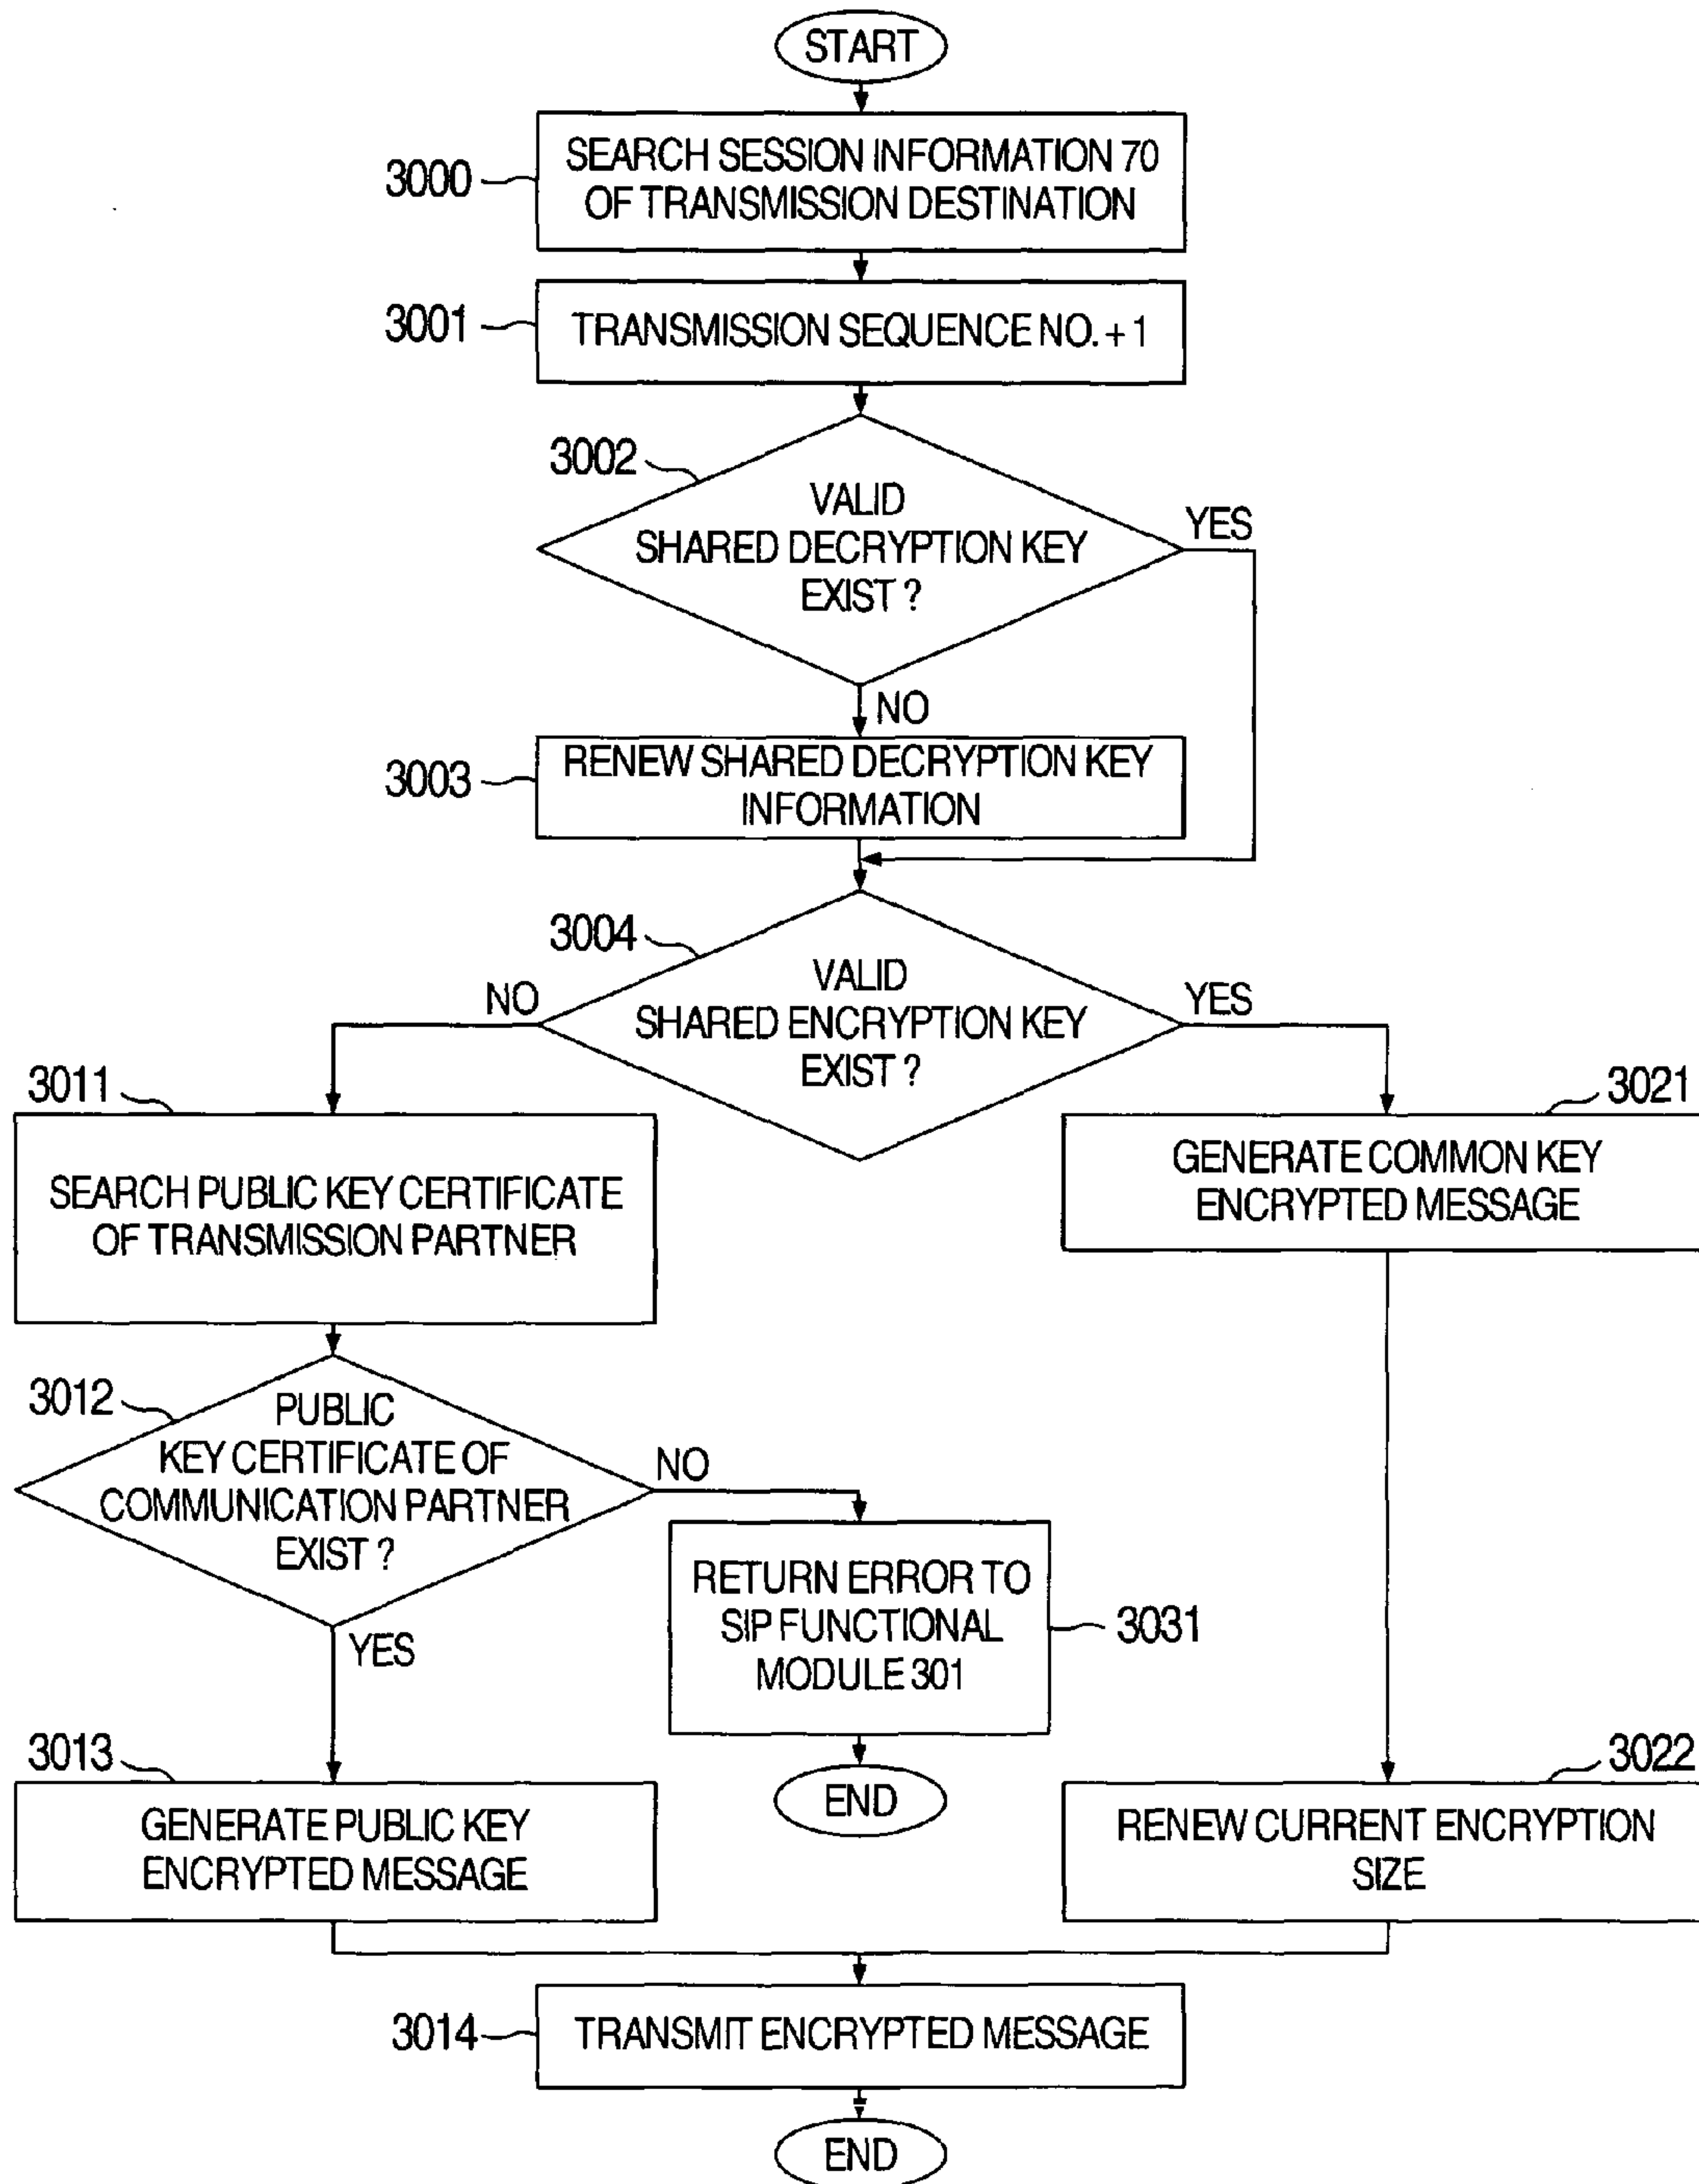 START
3000
SEARCH SESSION INFORMATION 70
OF TRANSMISSION DESTINATION
3001
TRANSMISSION SEQUENCE NO. + 1
3002
VALID
SHARED DECRYPTION KEY
EXIST ?
YES
NO
3003
RENEW SHARED DECRYPTION KEY
INFORMATION
3004
VALID
SHARED ENCRYPTION KEY
EXIST ?
NO
YES
3011
SEARCH PUBLIC KEY CERTIFICATE
OF TRANSMISSION PARTNER
3021
GENERATE COMMON KEY
ENCRYPTED MESSAGE
3012
PUBLIC
KEY CERTIFICATE OF
COMMUNICATION PARTNER
EXIST ?
NO
YES
RETURN ERROR TO
SIP FUNCTIONAL
MODULE 301
3031
END
3013
GENERATE PUBLIC KEY
ENCRYPTED MESSAGE
3022
RENEW CURRENT ENCRYPTION
SIZE
3014
TRANSMIT ENCRYPTED MESSAGE
END